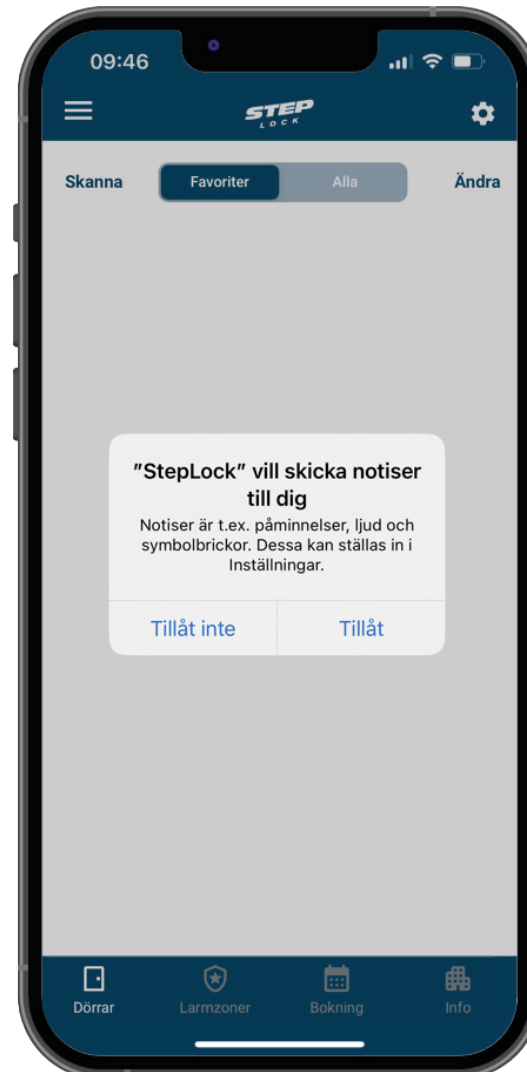 09:46
STEP
LOCK
Skanna Favoriter Alla Ändra
"StepLock" vill skicka notiser
till dig
Notiser är t.ex. påminnelser, ljud och
symbolbrickor. Dessa kan ställas in i
Inställningar.
Tillåt inte Tillåt
Dörrar Larmzoner Bokning Info